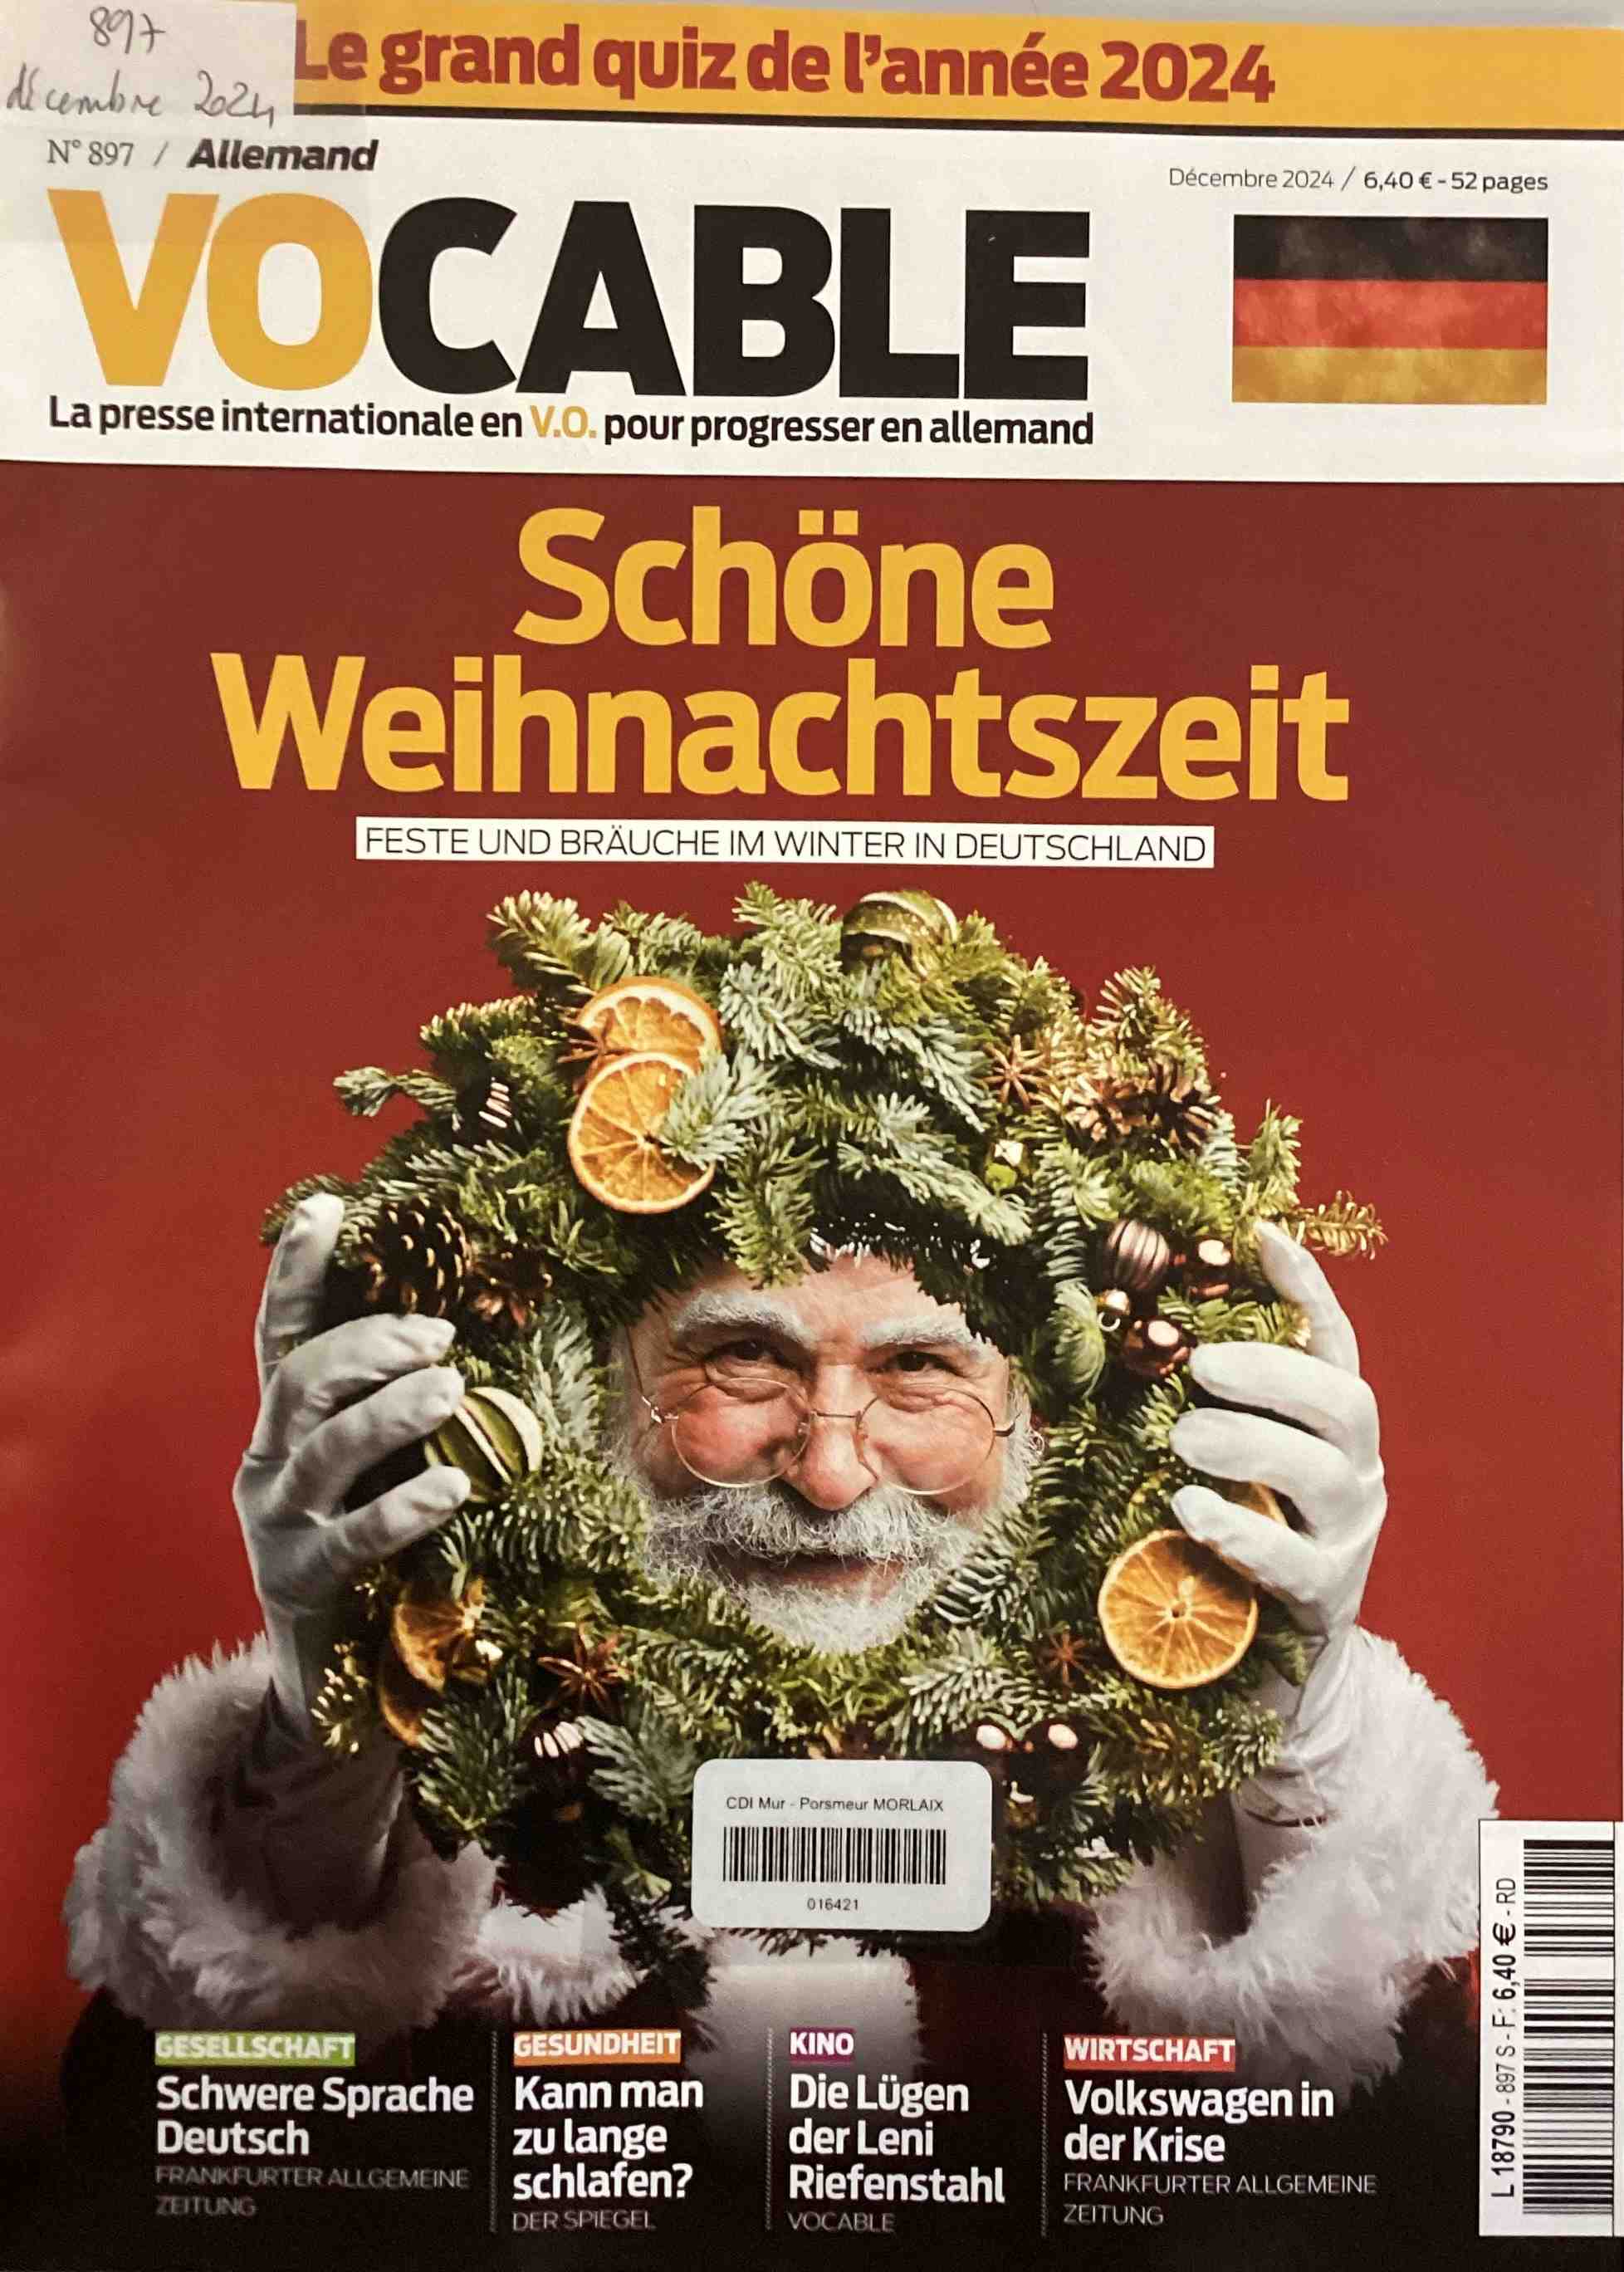 897
décembre 2024
Le grand quiz de l'année 2024
N° 897 / Allemand
Décembre 2024 / 6,40 € - 52 pages
VOCABLE
La presse internationale en V.O. pour progresser en allemand
Schöne
Weihnachtszeit
FESTE UND BRÄUCHE IM WINTER IN DEUTSCHLAND
CDI Mur - Porsmeur MORLAIX
016421
GESELLSCHAFT
Schwere Sprache
Deutsch
FRANKFURTER ALLGEMEINE
ZEITUNG
GESUNDHEIT
Kann man
zu lange
schlafen?
DER SPIEGEL
KINO
Die Lügen
der Leni
Riefenstahl
VOCABLE
WIRTSCHAFT
Volkswagen in
der Krise
FRANKFURTER ALLGEMEINE
ZEITUNG
L 18790 - 897 S - F: 6,40 € - RD